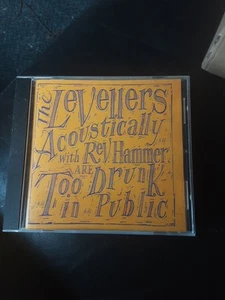 The
Levellers
Acoustically
with Rev. Hammer
ARE
Too Drunk
in Public